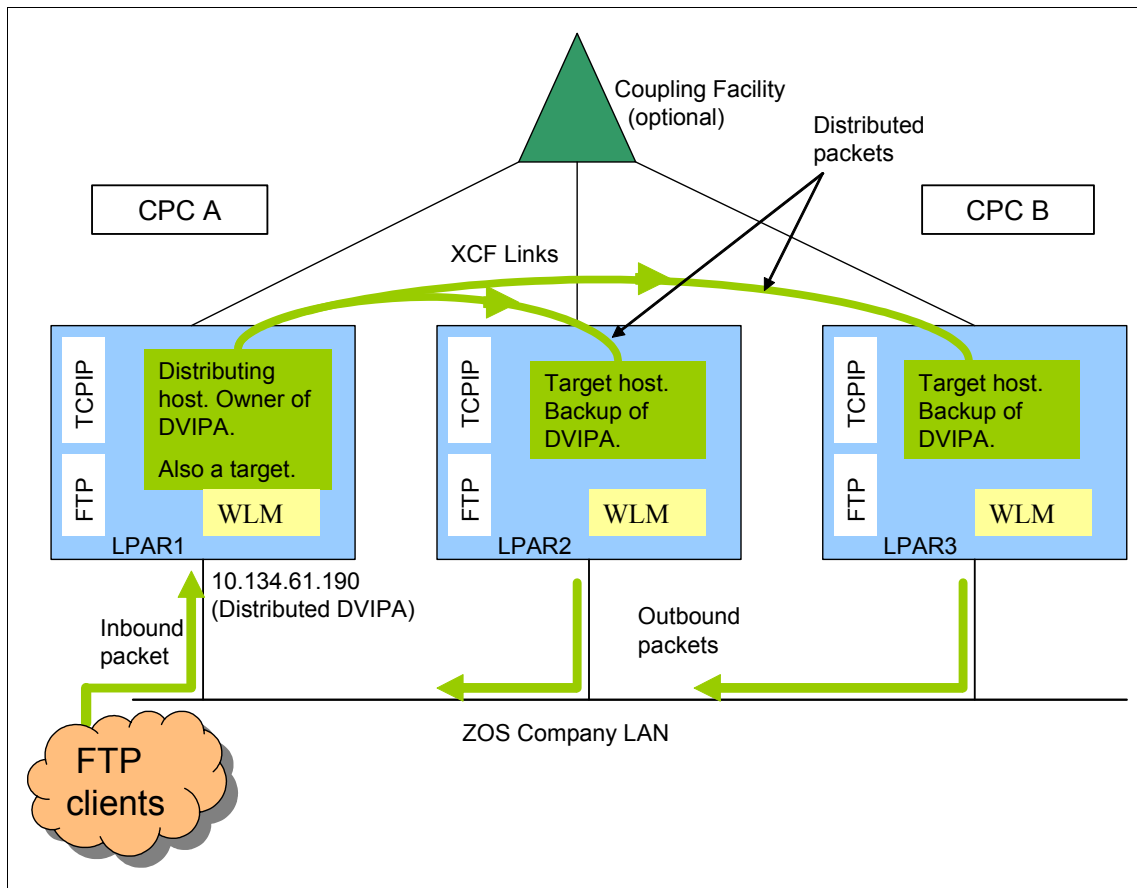 Coupling Facility
(optional)
Distributed
packets
CPC A
CPC B
XCF Links
TCPIP
FTP
Distributing
host. Owner of
DVIPA.
Also a target.
WLM
LPAR1
TCPIP
FTP
Target host.
Backup of
DVIPA.
WLM
LPAR2
TCPIP
FTP
Target host.
Backup of
DVIPA.
WLM
LPAR3
10.134.61.190
(Distributed DVIPA)
Inbound
packet
Outbound
packets
ZOS Company LAN
FTP
clients